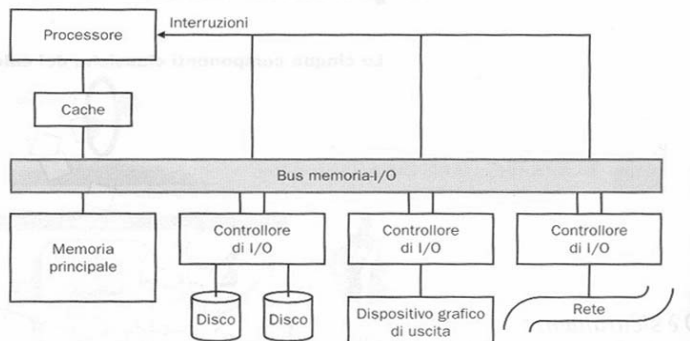 Processore
Interruzioni
Cache
Bus memoria-I/O
Memoria
principale
Controllore
di I/O
Controllore
di I/O
Controllore
di I/O
Disco
Disco
Dispositivo grafico
di uscita
Rete